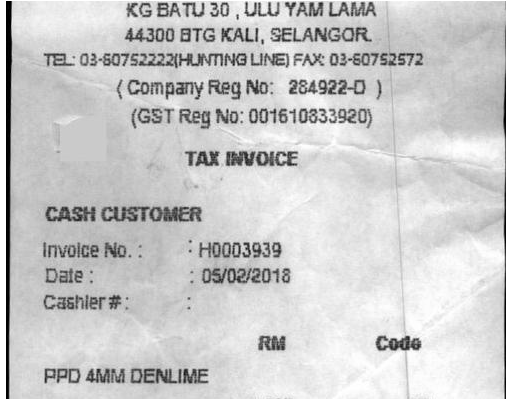 KG BATU 30 , ULU YAM LAMA
44300 BTG KALI, SELANGOR.
TEL: 03-60752222(HUNTING LINE) FAX: 03-60752572
( Company Reg No: 284922-D )
(GST Reg No: 001610833920)
TAX INVOICE
CASH CUSTOMER
Invoice No. : : H0003939
Date : : 05/02/2018
Cashier# : :
RM Code
PPD 4MM DENLIME